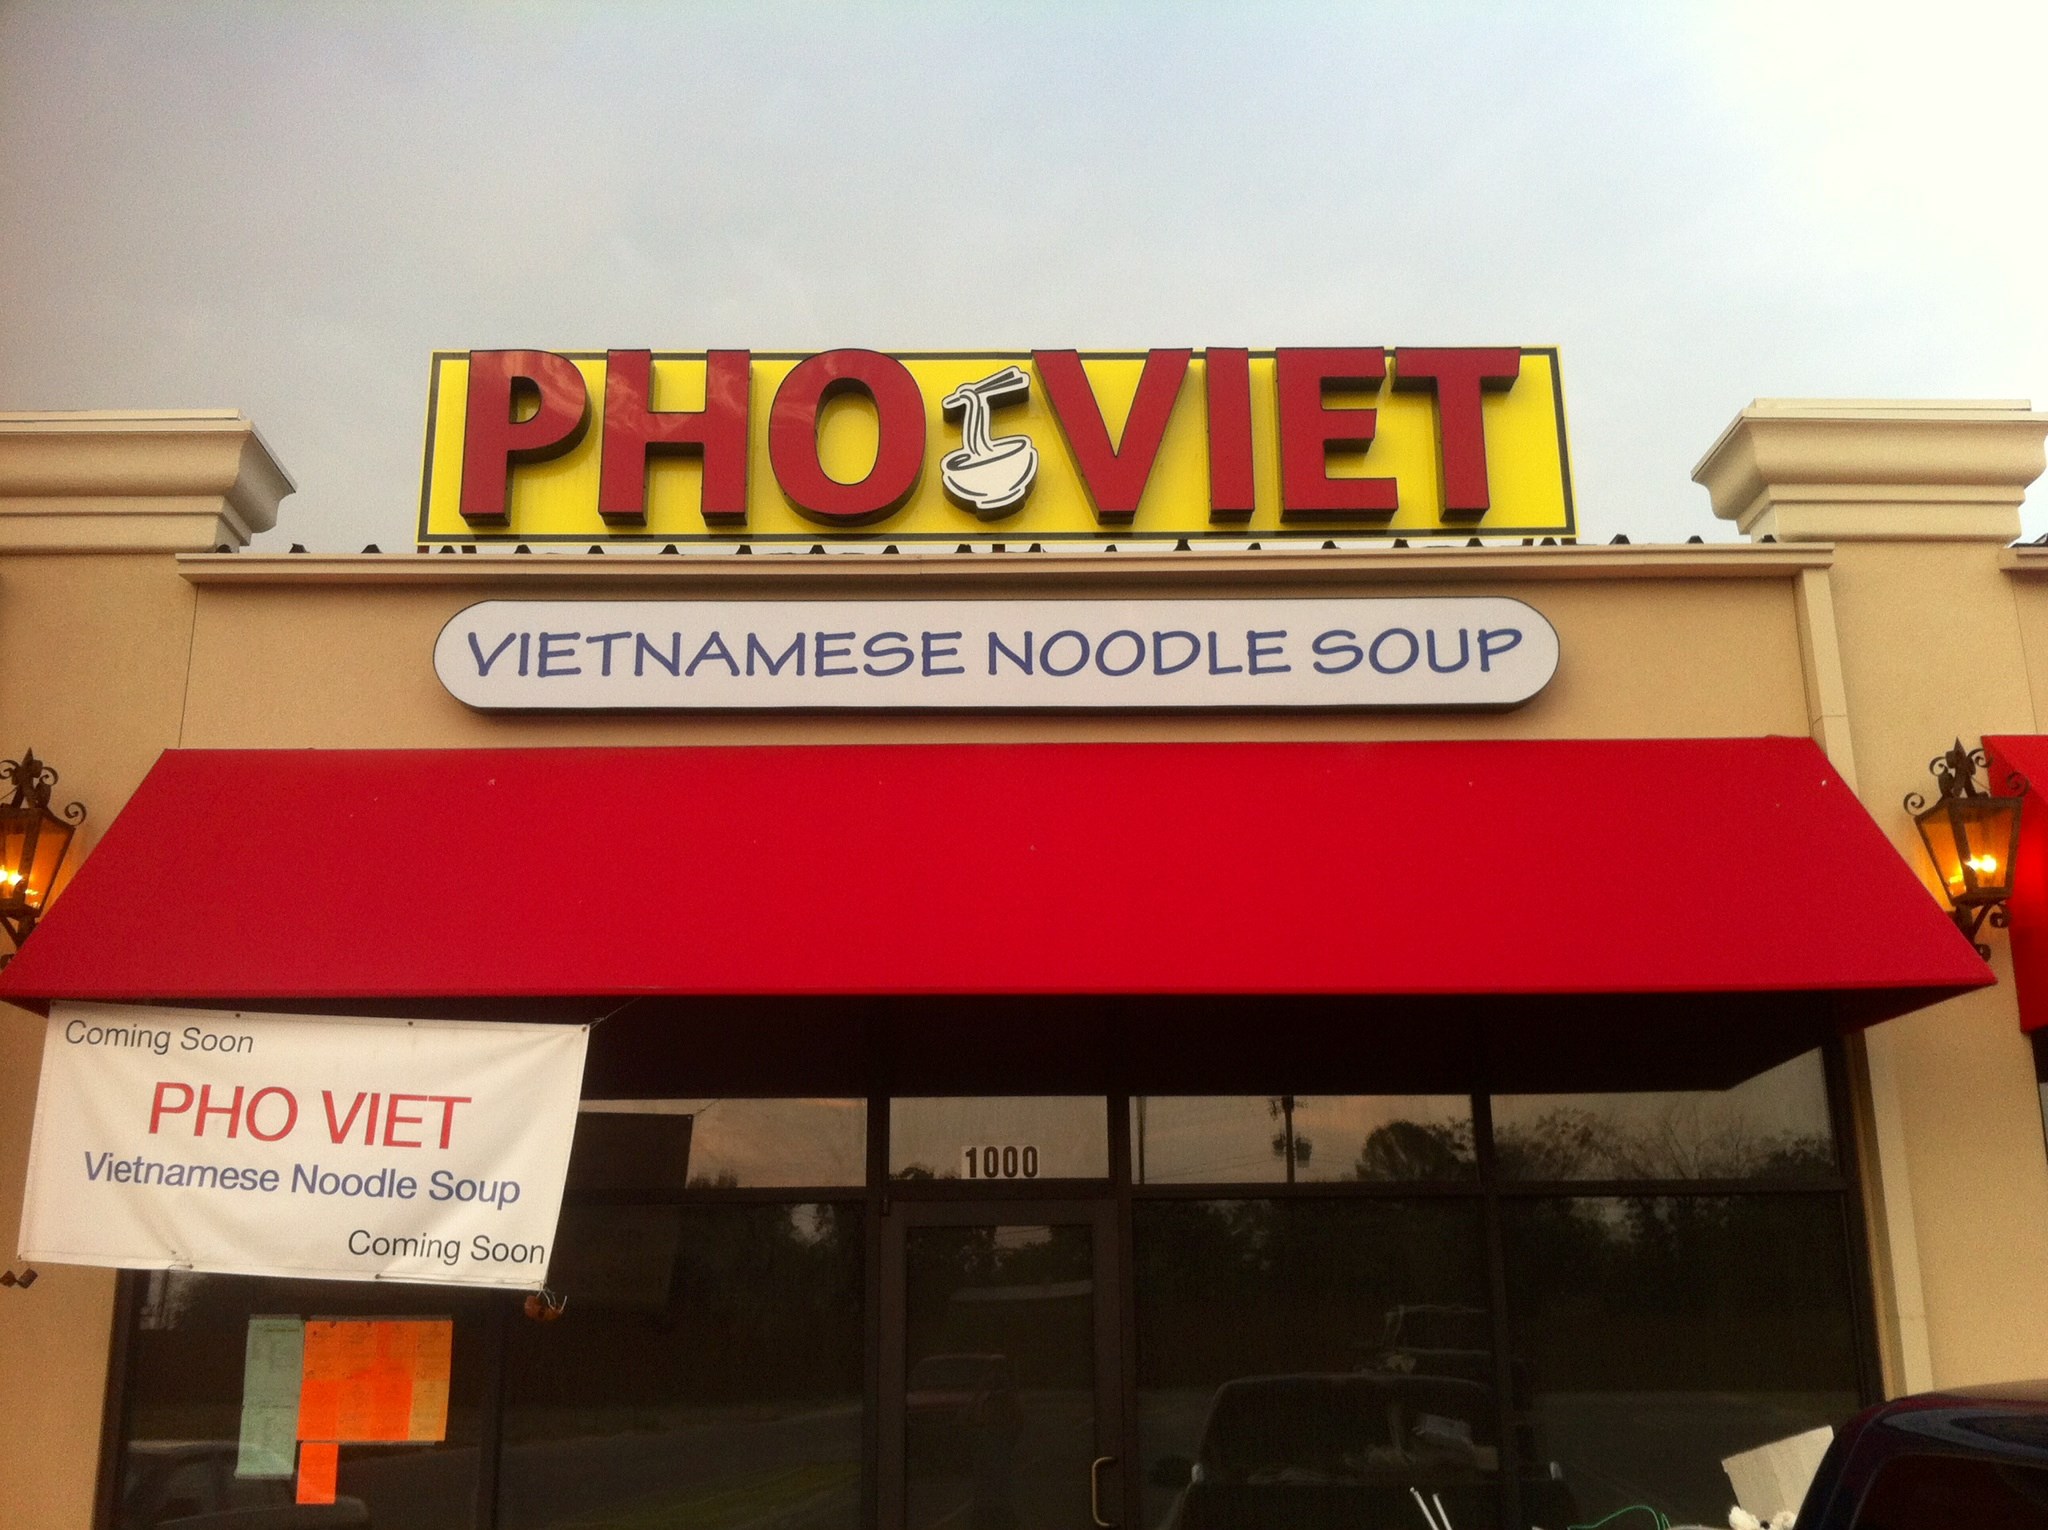 PHO VIET
VIETNAMESE NOODLE SOUP
Coming Soon
PHO VIET
Vietnamese Noodle Soup
Coming Soon
1000